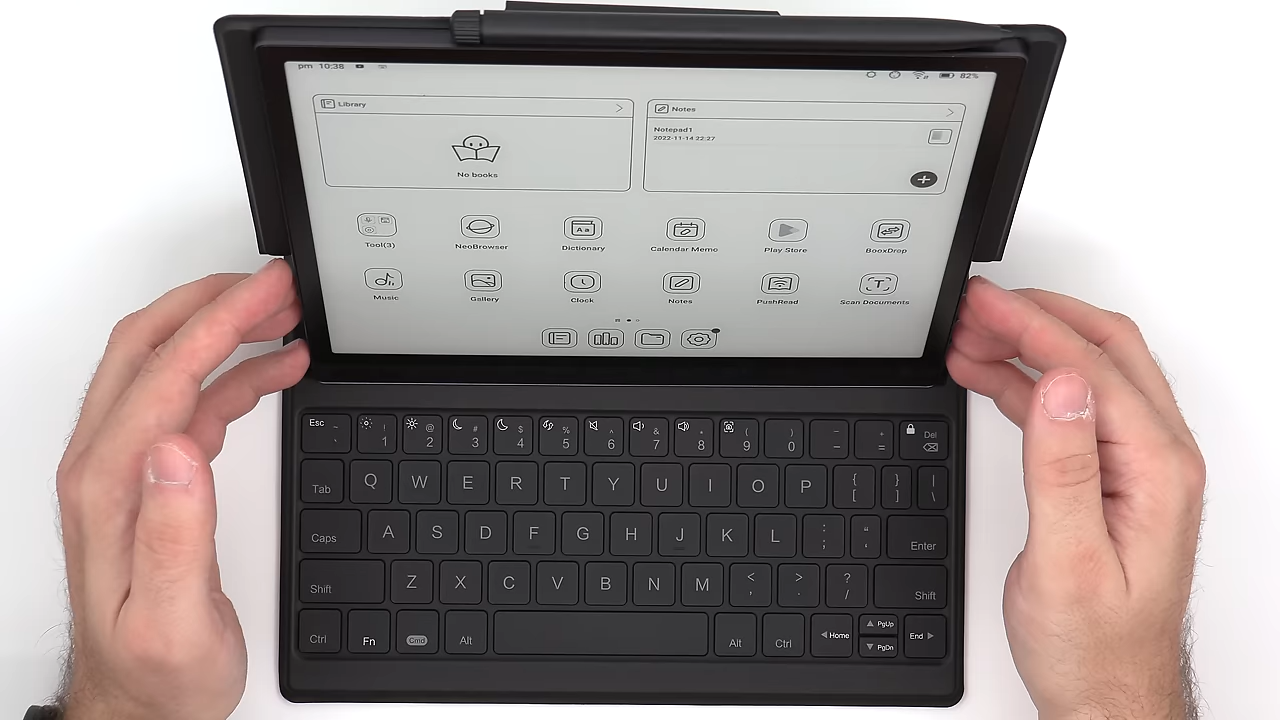 pm 10:38 82%
Library
No books
Notes
Notepad1
2022-11-14 22:27
Tool(3) NeoBrowser Dictionary Calendar Memo Play Store BooxDrop
Music Gallery Clock Notes PushRead Scan Documents
Esc ~ ` ! 1 @ 2 # 3 $ 4 % 5 ^ 6 & 7 * 8 ( 9 ) 0 _ - + = Del
Tab Q W E R T Y U I O P { [ } ] | \
Caps A S D F G H J K L : ; " ' Enter
Shift Z X C V B N M < , > . ? / Shift
Ctrl Fn Cmd Alt Alt Ctrl Home PgUp PgDn End